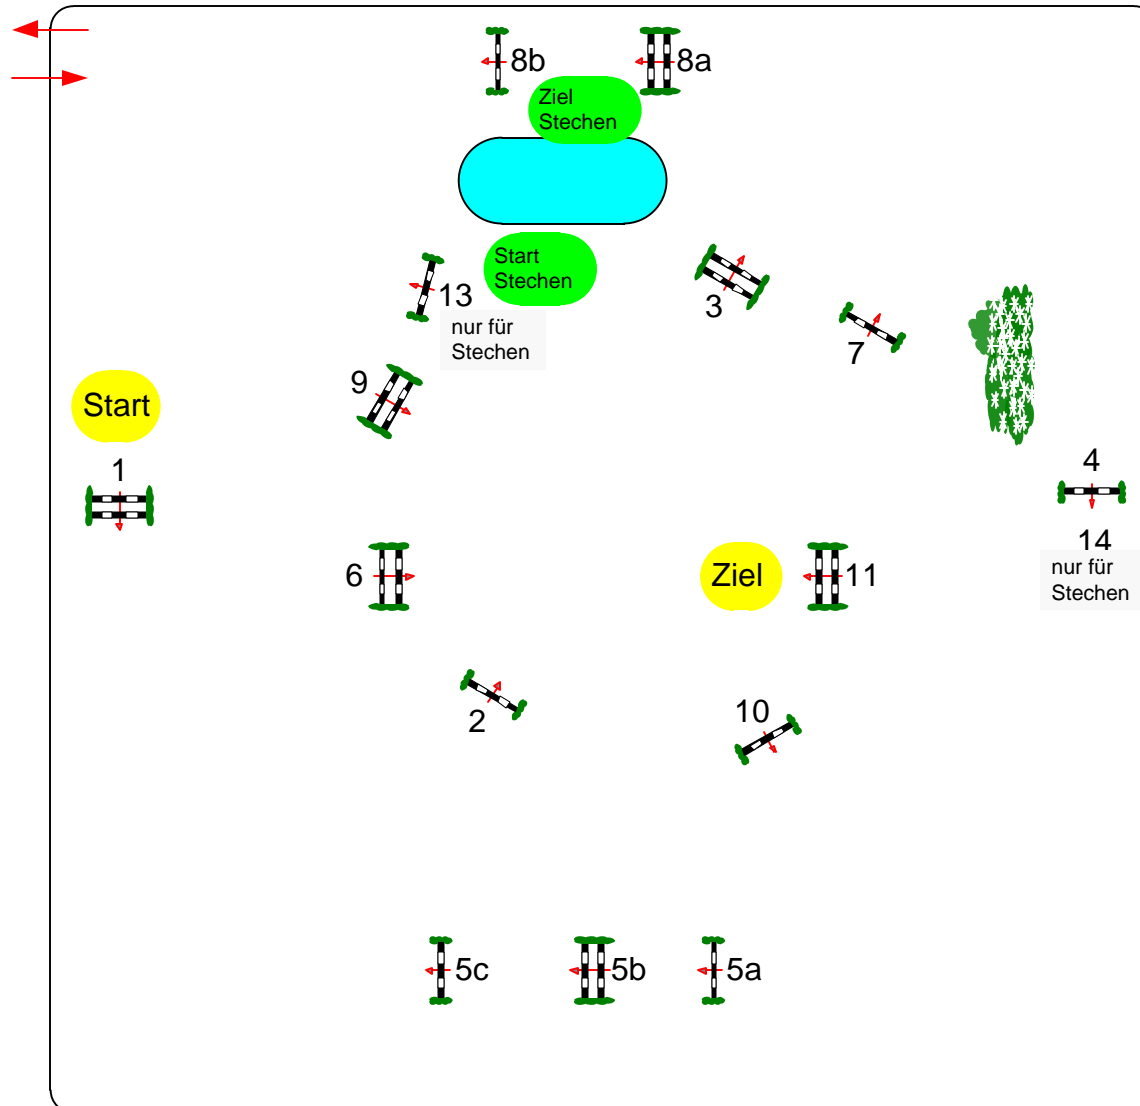 8b
8a
Ziel
Stechen
Start
Stechen
13
nur für
Stechen
3
7
9
Start
1
4
14
nur für
Stechen
6
Ziel
11
2
10
5c
5b
5a